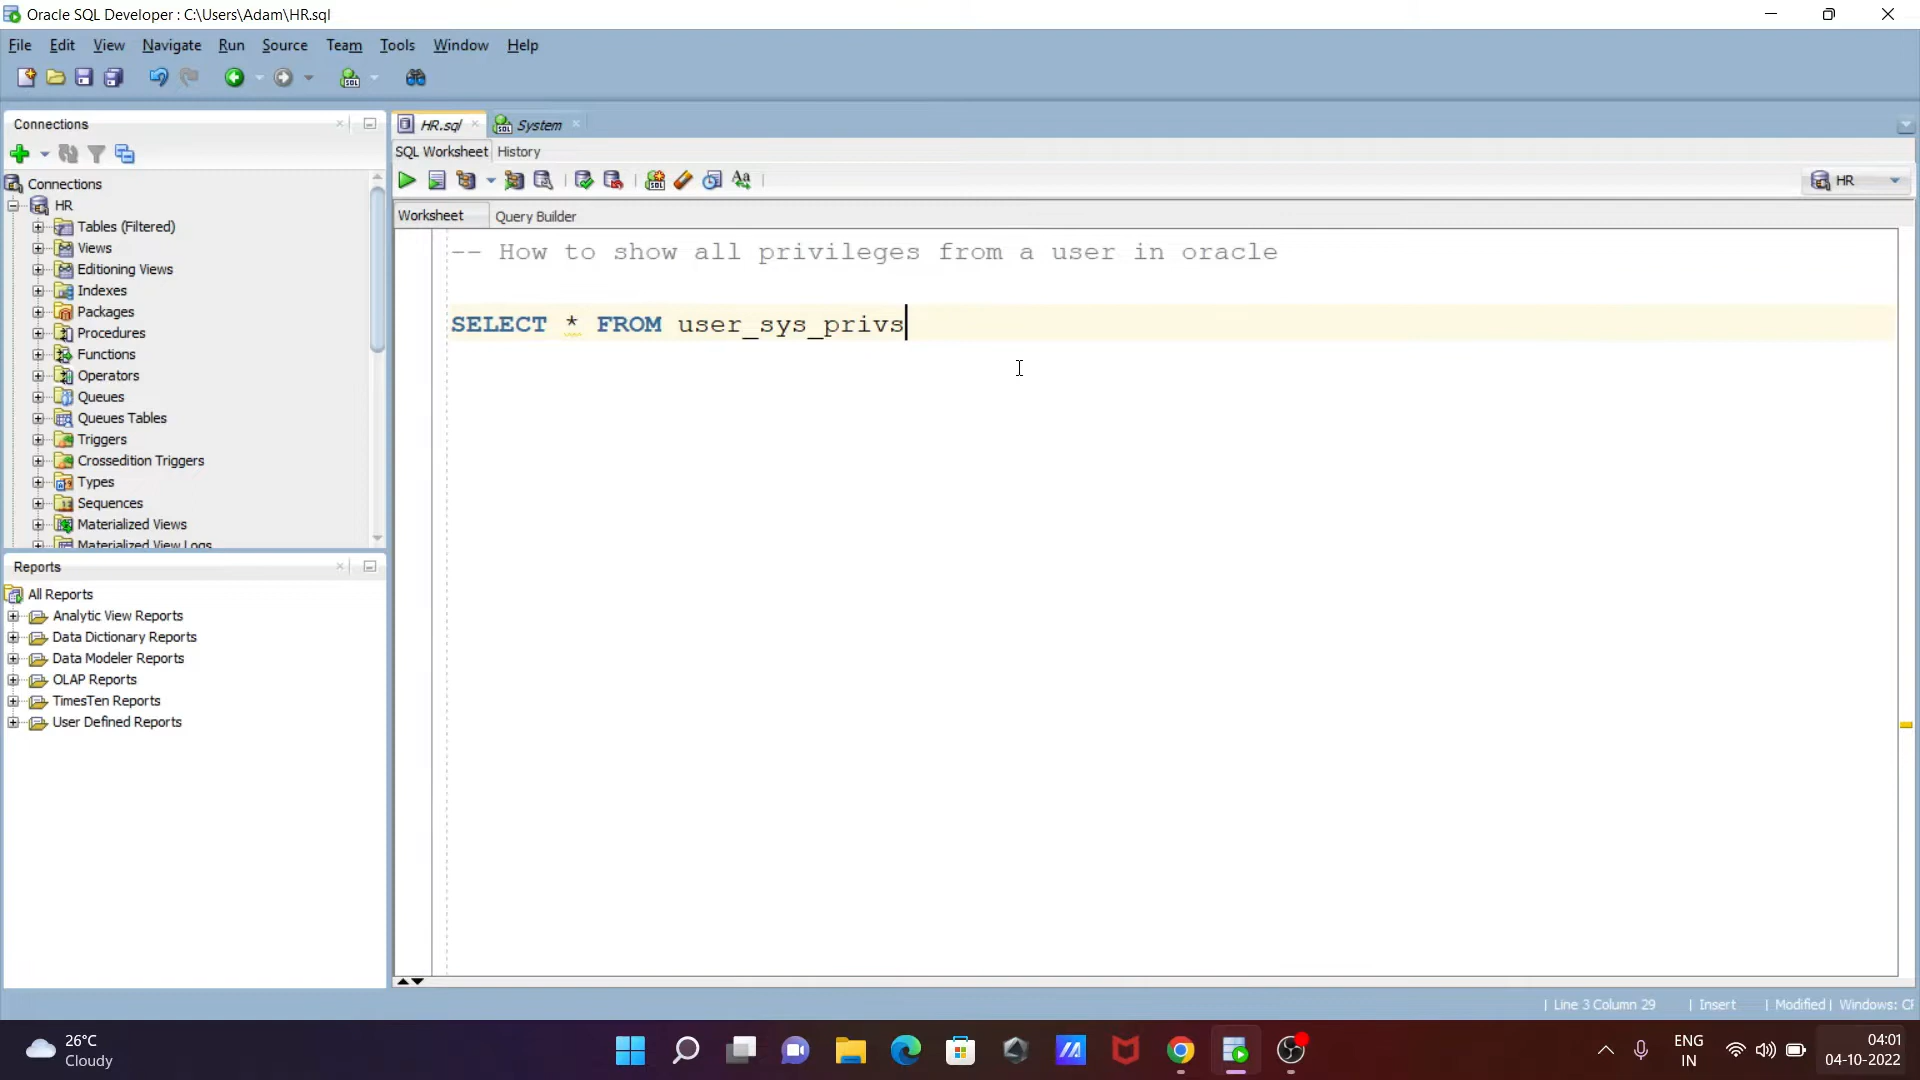 Oracle SQL Developer : C:\Users\Adam\HR.sql
File Edit View Navigate Run Source Team Tools Window Help
Connections
Connections
HR
Tables (Filtered)
Views
Editioning Views
Indexes
Packages
Procedures
Functions
Operators
Queues
Queues Tables
Triggers
Crossedition Triggers
Types
Sequences
Materialized Views
Materialized View Logs
Reports
All Reports
Analytic View Reports
Data Dictionary Reports
Data Modeler Reports
OLAP Reports
TimesTen Reports
User Defined Reports
HR.sql System
SQL Worksheet History
HR
Worksheet Query Builder
-- How to show all privileges from a user in oracle
SELECT * FROM user_sys_privs
| Line 3 Column 29 | Insert | Modified | Windows: CF
26°C
Cloudy
ENG
IN
04:01
04-10-2022